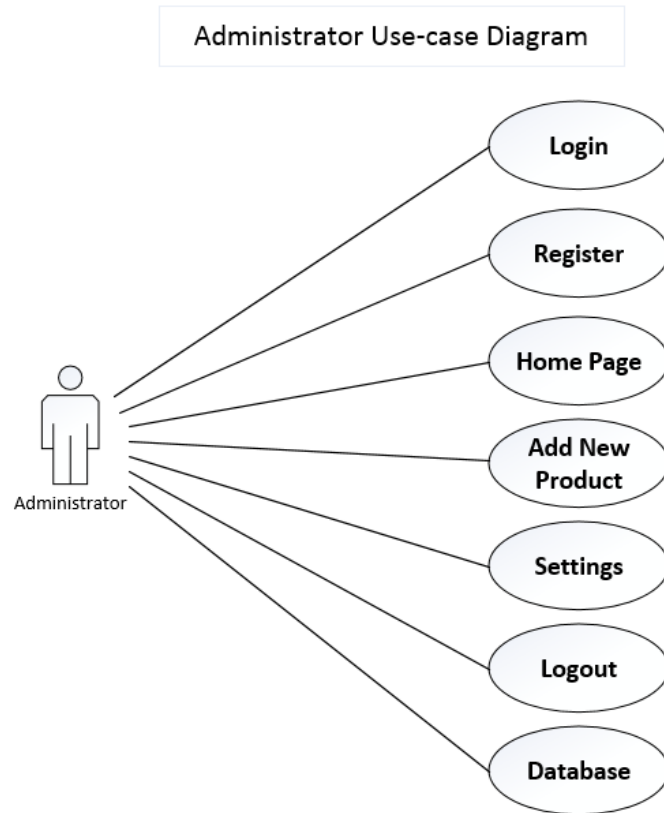 Administrator Use-case Diagram
Login
Register
Home Page
Add New
Product
Administrator
Settings
Logout
Database